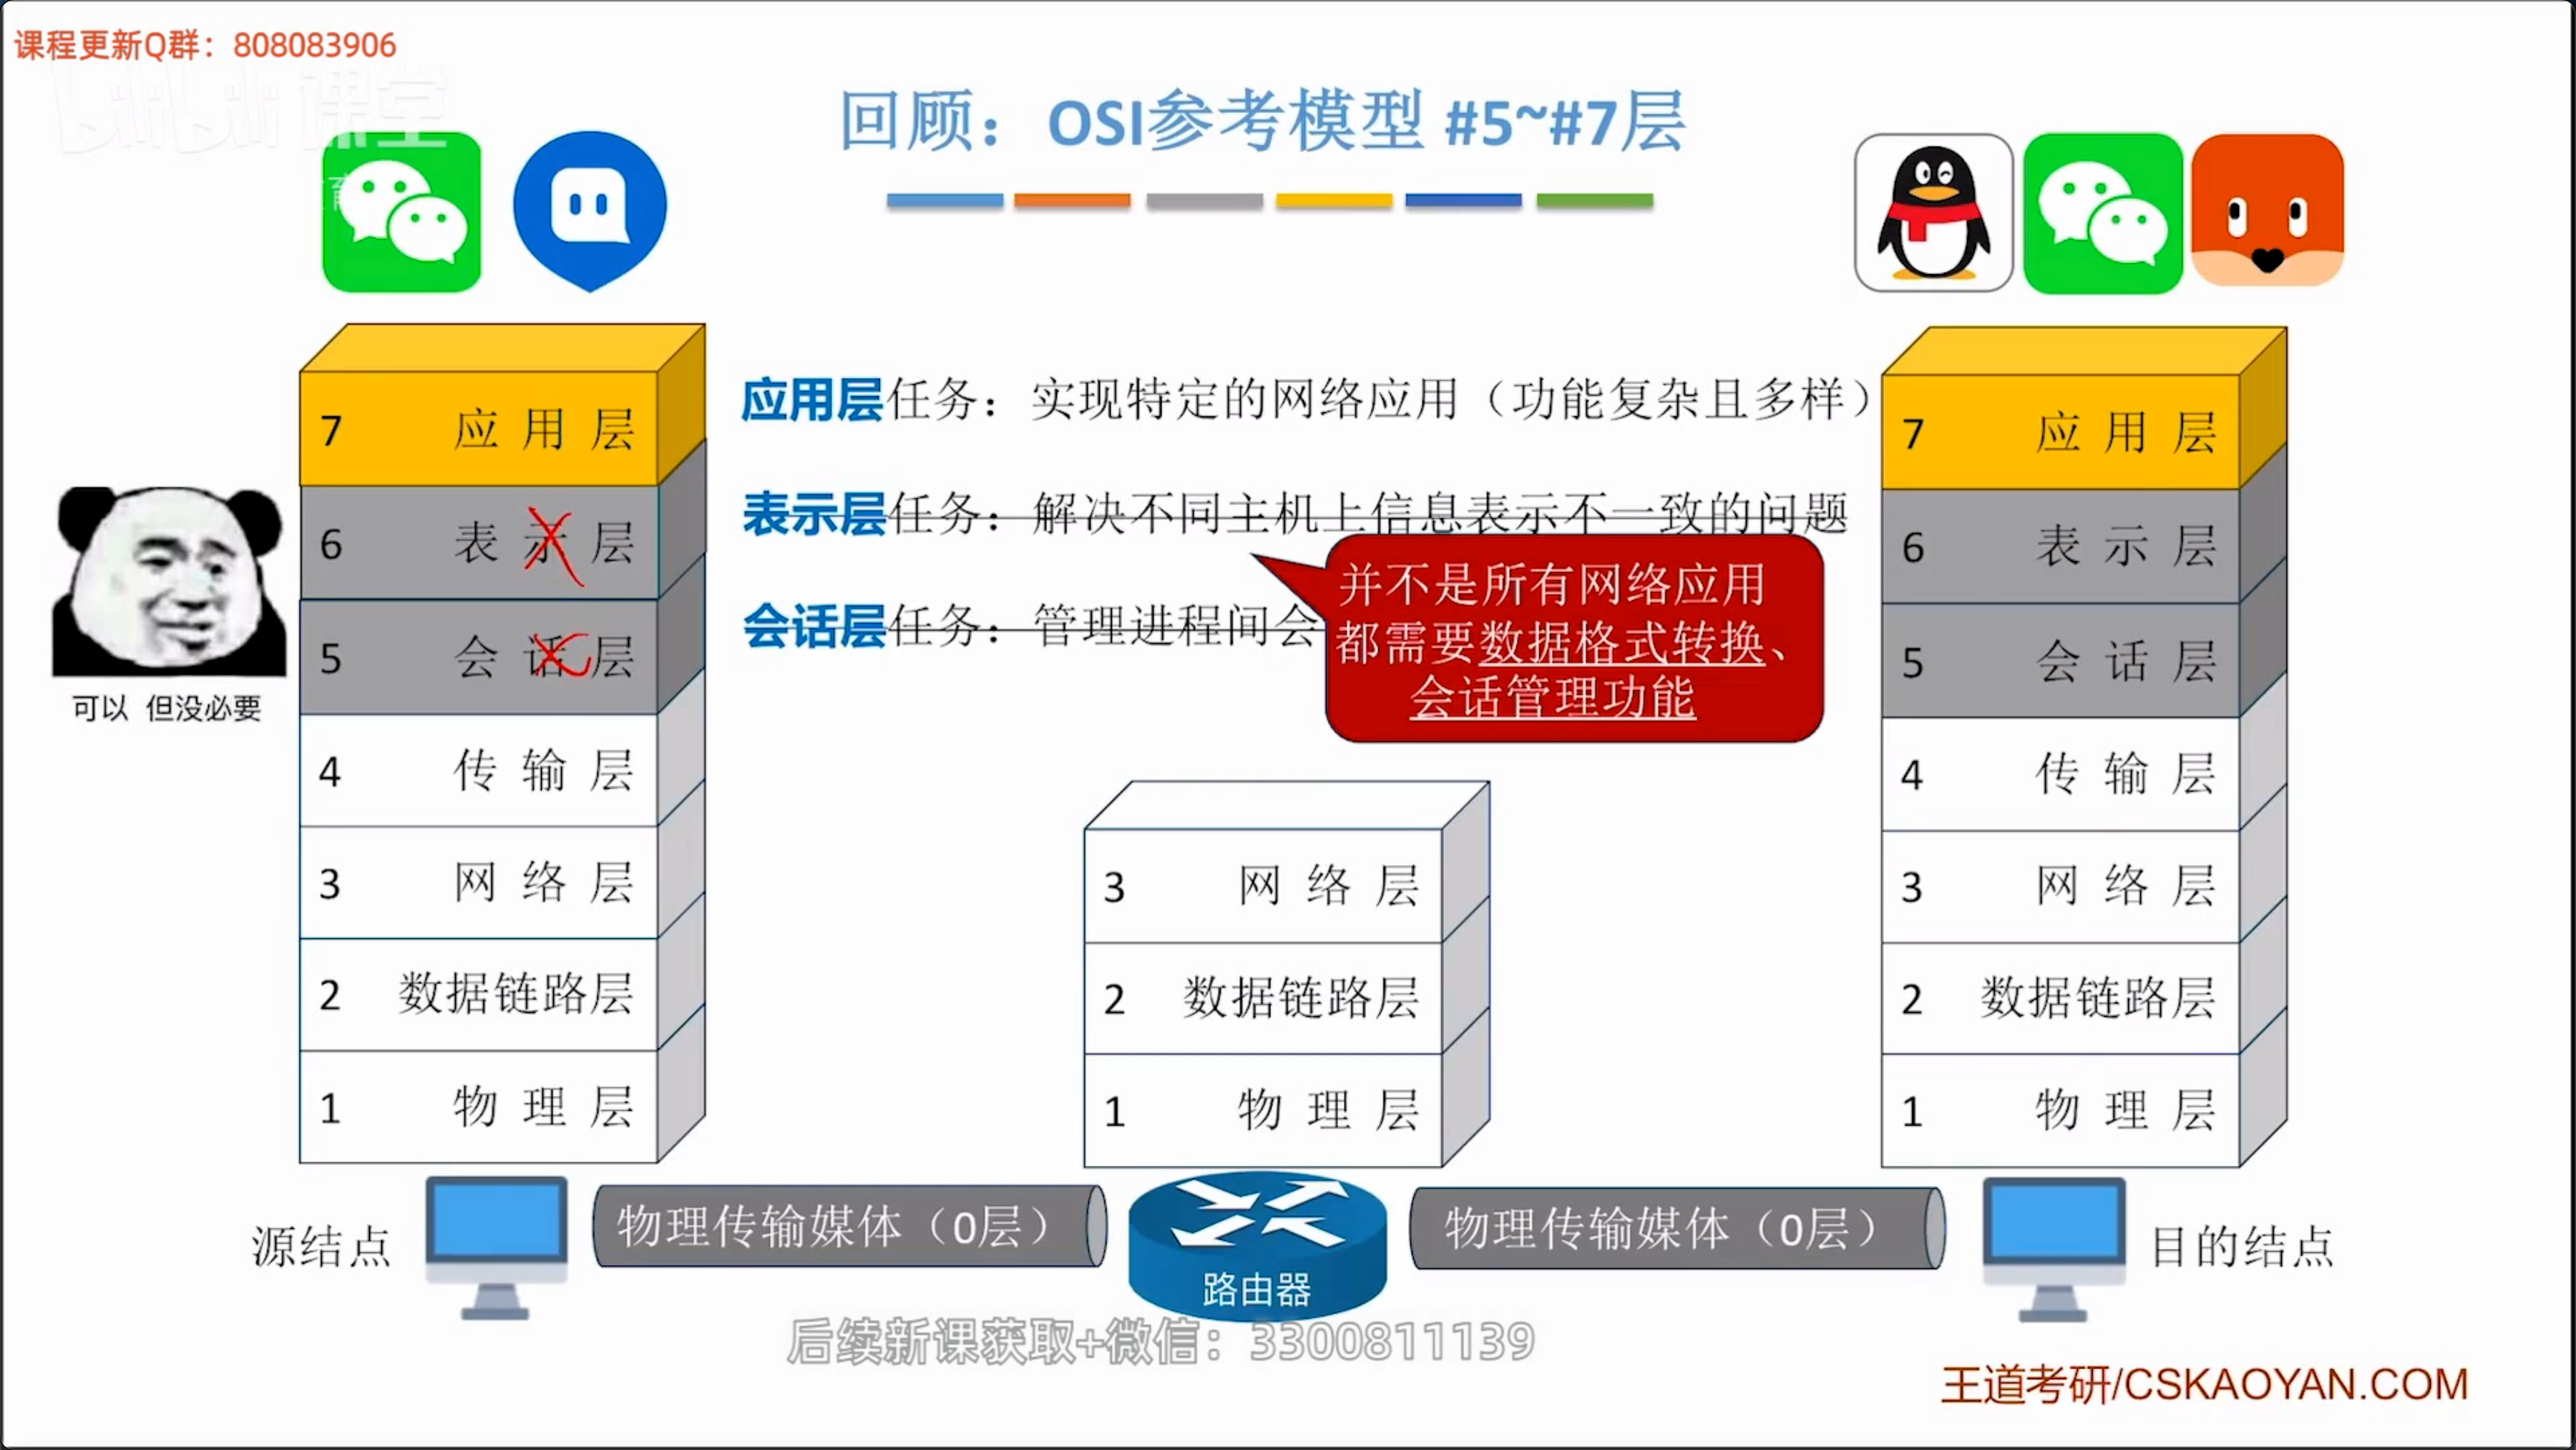 课程更新Q群：808083906
bilibili课堂
回顾：OSI参考模型 #5~#7层
7 应用层
6 表示层
5 会话层
4 传输层
3 网络层
2 数据链路层
1 物理层
可以 但没必要
应用层任务：实现特定的网络应用（功能复杂且多样）
表示层任务：解决不同主机上信息表示不一致的问题
会话层任务：管理进程间会
并不是所有网络应用
都需要数据格式转换、
会话管理功能
3 网络层
2 数据链路层
1 物理层
7 应用层
6 表示层
5 会话层
4 传输层
3 网络层
2 数据链路层
1 物理层
源结点
物理传输媒体（0层）
路由器
物理传输媒体（0层）
目的结点
后续新课获取+微信：3300811139
王道考研/CSKAOYAN.COM